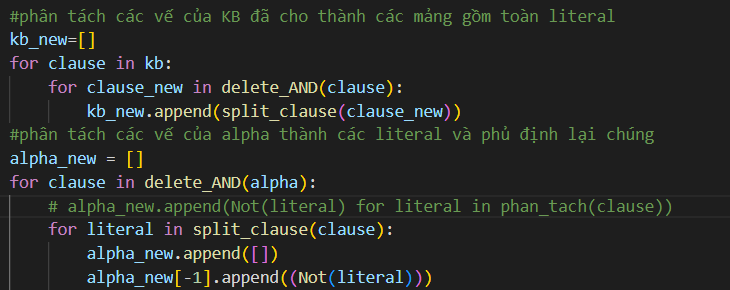 #phân tách các vế của KB đã cho thành các mảng gồm toàn literal
kb_new=[]
for clause in kb:
    for clause_new in delete_AND(clause):
        kb_new.append(split_clause(clause_new))
#phân tách các vế của alpha thành các literal và phủ định lại chúng
alpha_new = []
for clause in delete_AND(alpha):
    # alpha_new.append(Not(literal) for literal in phan_tach(clause))
    for literal in split_clause(clause):
        alpha_new.append([])
        alpha_new[-1].append((Not(literal)))